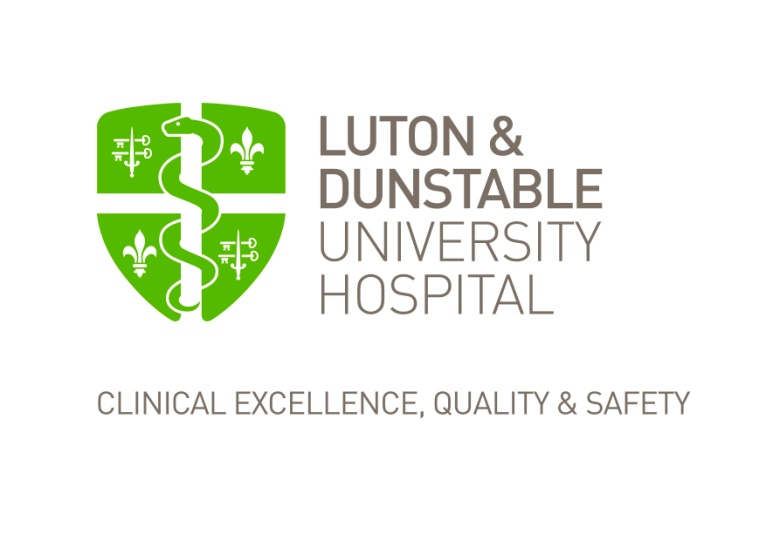 LUTON &
DUNSTABLE
UNIVERSITY
HOSPITAL
CLINICAL EXCELLENCE, QUALITY & SAFETY